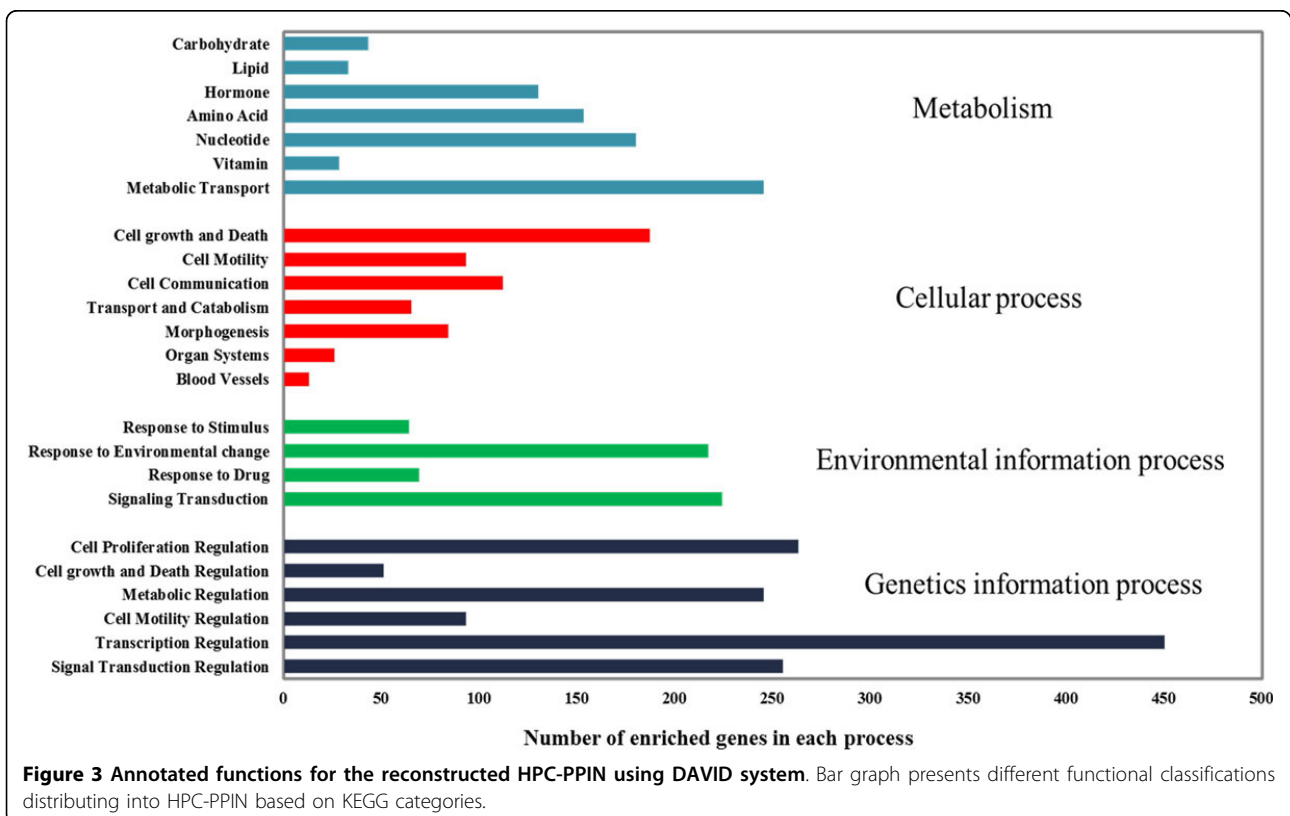 Carbohydrate
Lipid
Hormone
Amino Acid
Nucleotide
Vitamin
Metabolic Transport
Metabolism
Cell growth and Death
Cell Motility
Cell Communication
Transport and Catabolism
Morphogenesis
Organ Systems
Blood Vessels
Cellular process
Response to Stimulus
Response to Environmental change
Response to Drug
Signaling Transduction
Environmental information process
Cell Proliferation Regulation
Cell growth and Death Regulation
Metabolic Regulation
Cell Motility Regulation
Transcription Regulation
Signal Transduction Regulation
Genetics information process
0 50 100 150 200 250 300 350 400 450 500
Number of enriched genes in each process
Figure 3 Annotated functions for the reconstructed HPC-PPIN using DAVID system. Bar graph presents different functional classifications
distributing into HPC-PPIN based on KEGG categories.